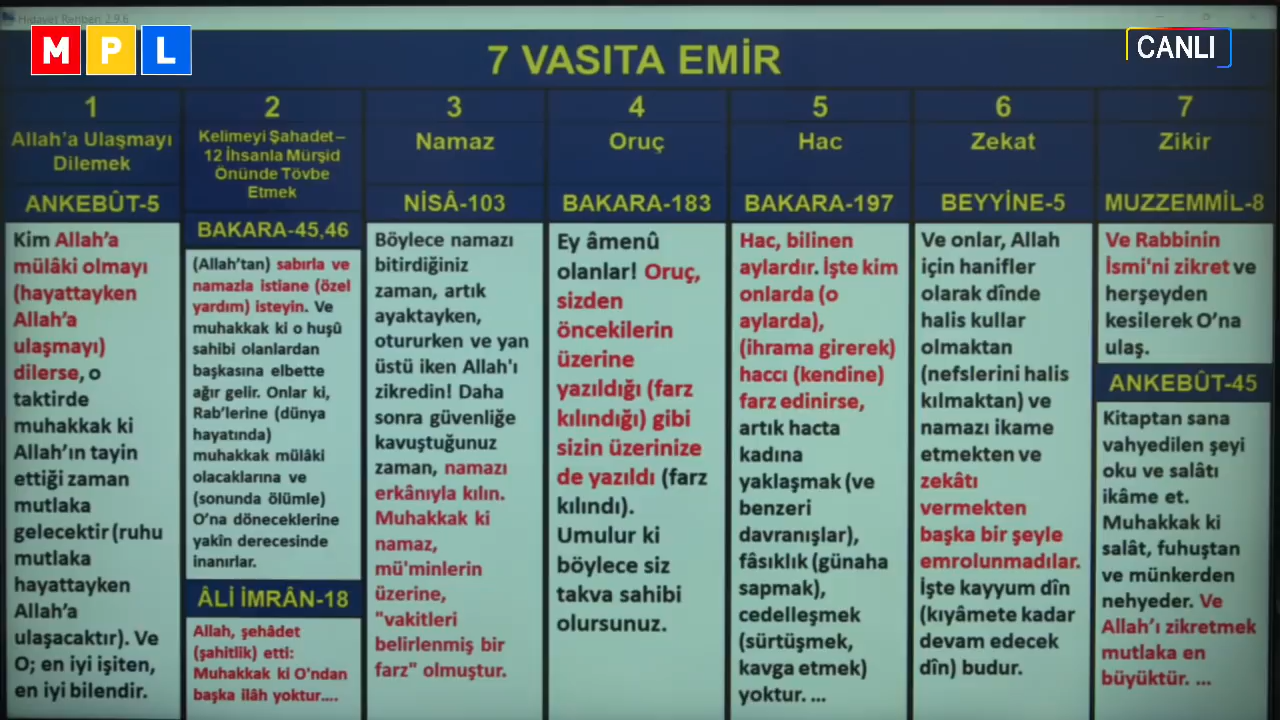 Hidayet Rehberi 2.9.6
MPL
CANLI
7 VASITA EMİR
1
Allah'a Ulaşmayı
Dilemek
ANKEBÛT-5
Kim Allah'a
mülâki olmayı
(hayattayken
Allah'a
ulaşmayı)
dilerse, o
taktirde
muhakkak ki
Allah'ın tayin
ettiği zaman
mutlaka
gelecektir (ruhu
mutlaka
hayattayken
Allah'a
ulaşacaktır). Ve
O; en iyi işiten,
en iyi bilendir.
2
Kelimeyi Şahadet –
12 İhsanla Mürşid
Önünde Tövbe
Etmek
BAKARA-45,46
(Allah'tan) sabırla ve
namazla istiane (özel
yardım) isteyin. Ve
muhakkak ki o huşû
sahibi olanlardan
başkasına elbette
ağır gelir. Onlar ki,
Rab'lerine (dünya
hayatında)
muhakkak mülâki
olacaklarına ve
(sonunda ölümle)
O'na döneceklerine
yakîn derecesinde
inanırlar.
ÂLİ İMRÂN-18
Allah, şehâdet
(şahitlik) etti:
Muhakkak ki O'ndan
başka ilâh yoktur....
3
Namaz
NİSÂ-103
Böylece namazı
bitirdiğiniz
zaman, artık
ayaktayken,
otururken ve yan
üstü iken Allah'ı
zikredin! Daha
sonra güvenliğe
kavuştuğunuz
zaman, namazı
erkânıyla kılın.
Muhakkak ki
namaz,
mü'minlerin
üzerine,
"vakitleri
belirlenmiş bir
farz" olmuştur.
4
Oruç
BAKARA-183
Ey âmenû
olanlar! Oruç,
sizden
öncekilerin
üzerine
yazıldığı (farz
kılındığı) gibi
sizin üzerinize
de yazıldı (farz
kılındı).
Umulur ki
böylece siz
takva sahibi
olursunuz.
5
Hac
BAKARA-197
Hac, bilinen
aylardır. İşte kim
onlarda (o
aylarda),
(ihrama girerek)
haccı (kendine)
farz edinirse,
artık hacta
kadına
yaklaşmak (ve
benzeri
davranışlar),
fâsıklık (günaha
sapmak),
cedelleşmek
(sürtüşmek,
kavga etmek)
yoktur. ...
6
Zekat
BEYYİNE-5
Ve onlar, Allah
için hanifler
olarak dînde
halis kullar
olmaktan
(nefslerini halis
kılmaktan) ve
namazı ikame
etmekten ve
zekâtı
vermekten
başka bir şeyle
emrolunmadılar.
İşte kayyum dîn
(kıyâmete kadar
devam edecek
dîn) budur.
7
Zikir
MUZZEMMİL-8
Ve Rabbinin
İsmi'ni zikret ve
herşeyden
kesilerek O'na
ulaş.
ANKEBÛT-45
Kitaptan sana
vahyedilen şeyi
oku ve salâtı
ikâme et.
Muhakkak ki
salât, fuhuştan
ve münkerden
nehyeder. Ve
Allah'ı zikretmek
mutlaka en
büyüktür. ...